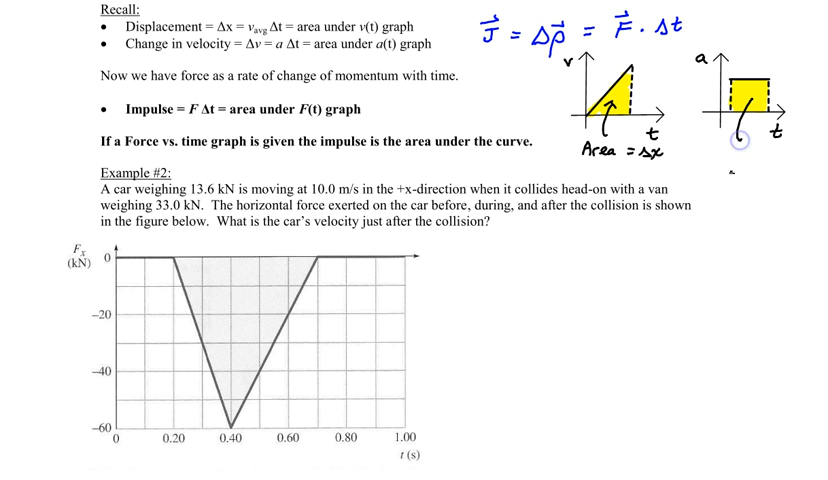 Recall:
• Displacement = Δx = vavg Δt = area under v(t) graph
• Change in velocity = Δv = a Δt = area under a(t) graph
J⃗ = Δp⃗ = F⃗ · Δt
Now we have force as a rate of change of momentum with time.
• Impulse = F Δt = area under F(t) graph
If a Force vs. time graph is given the impulse is the area under the curve.
v
t
Area = Δx
a
t
Example #2:
A car weighing 13.6 kN is moving at 10.0 m/s in the +x-direction when it collides head-on with a van
weighing 33.0 kN. The horizontal force exerted on the car before, during, and after the collision is shown
in the figure below. What is the car’s velocity just after the collision?
Fx
(kN)
0
−20
−40
−60
0 0.20 0.40 0.60 0.80 1.00
t (s)